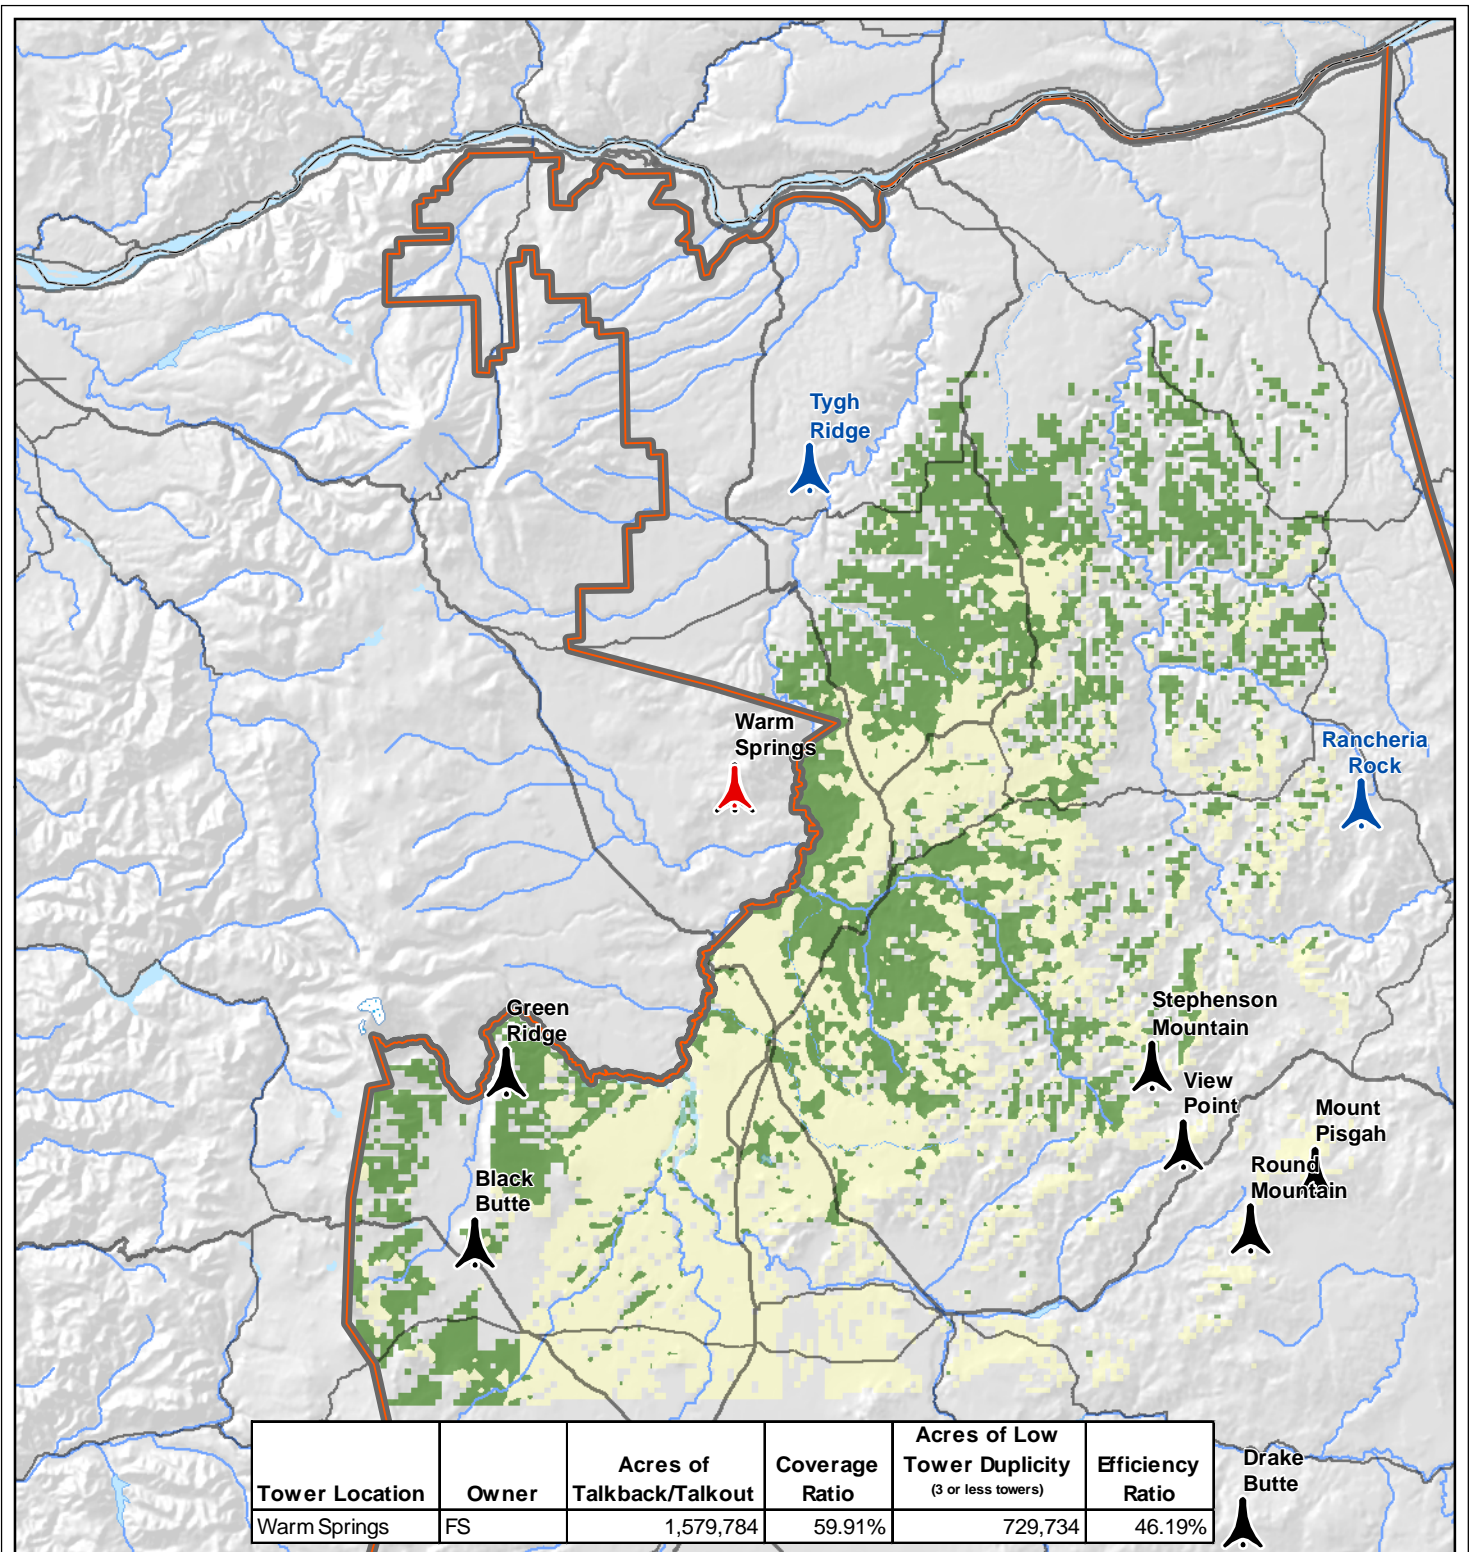 Tygh
Ridge
Warm
Springs
Rancheria
Rock
Green
Ridge
Stephenson
Mountain
View
Point
Mount
Pisgah
Round
Mountain
Black
Butte
Drake
Butte
Tower Location
Owner
Acres of
Talkback/Talkout
Coverage
Ratio
Acres of Low
Tower Duplicity
(3 or less towers)
Efficiency
Ratio
Warm Springs FS 1,579,784 59.91% 729,734 46.19%